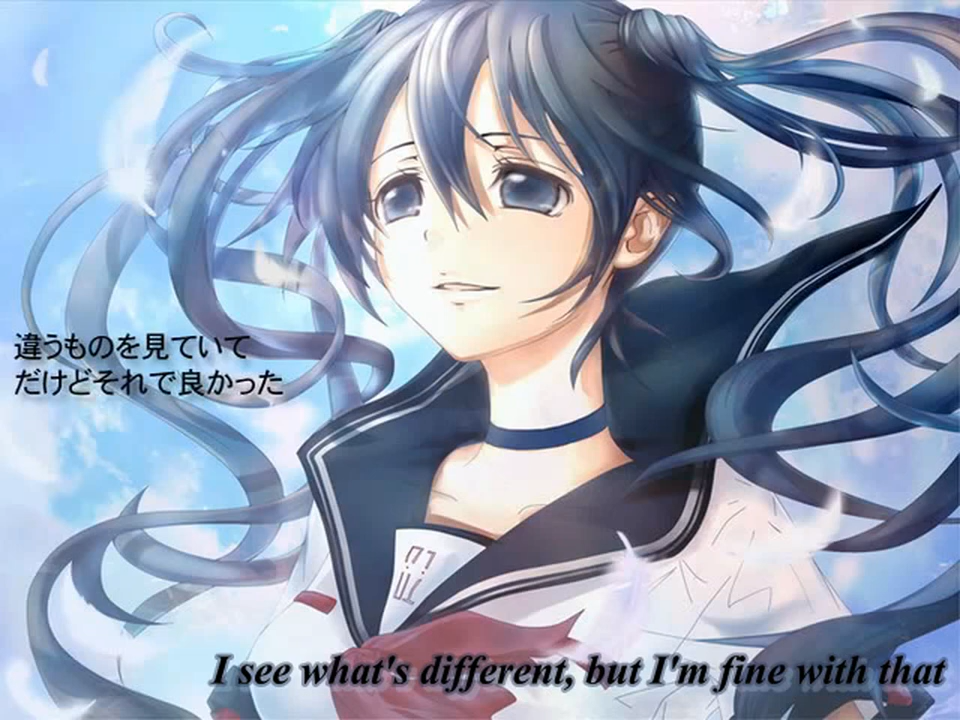 違うものを見ていて
だけどそれで良かった
01
I see what's different, but I'm fine with that